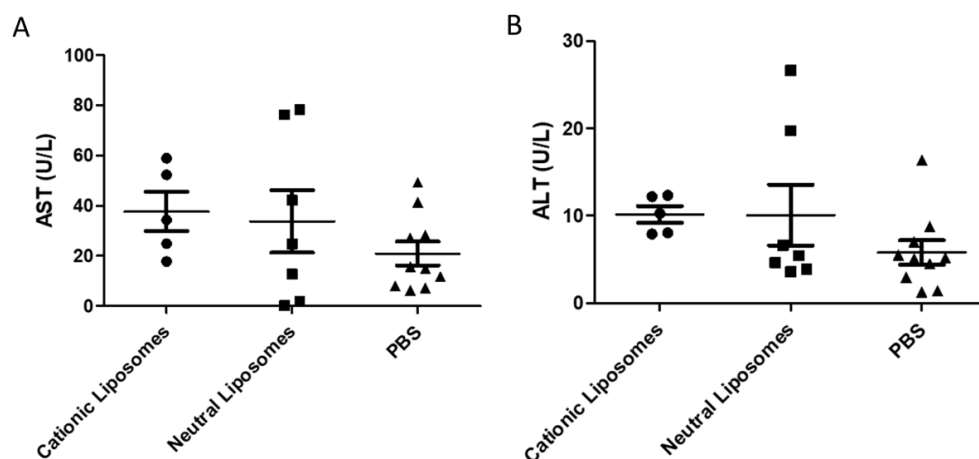 A
AST (U/L)
100
80
60
40
20
0
Cationic Liposomes
Neutral Liposomes
PBS
B
ALT (U/L)
30
20
10
0
Cationic Liposomes
Neutral Liposomes
PBS